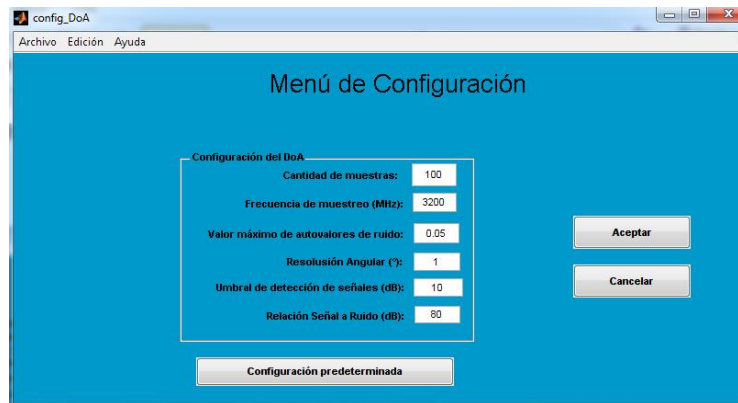 config_DoA
Archivo Edición Ayuda
Menú de Configuración
Configuración del DoA
Cantidad de muestras: 100
Frecuencia de muestreo (MHz): 3200
Valor máximo de autovalores de ruido: 0.05
Resolusión Angular (º): 1
Umbral de detección de señales (dB): 10
Relación Señal a Ruido (dB): 80
Aceptar
Cancelar
Configuración predeterminada